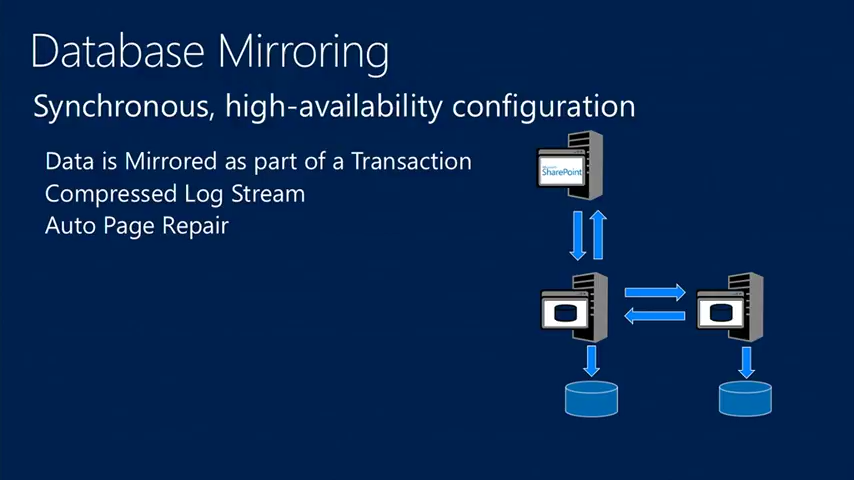 Database Mirroring
Synchronous, high-availability configuration
Data is Mirrored as part of a Transaction
Compressed Log Stream
Auto Page Repair
SharePoint